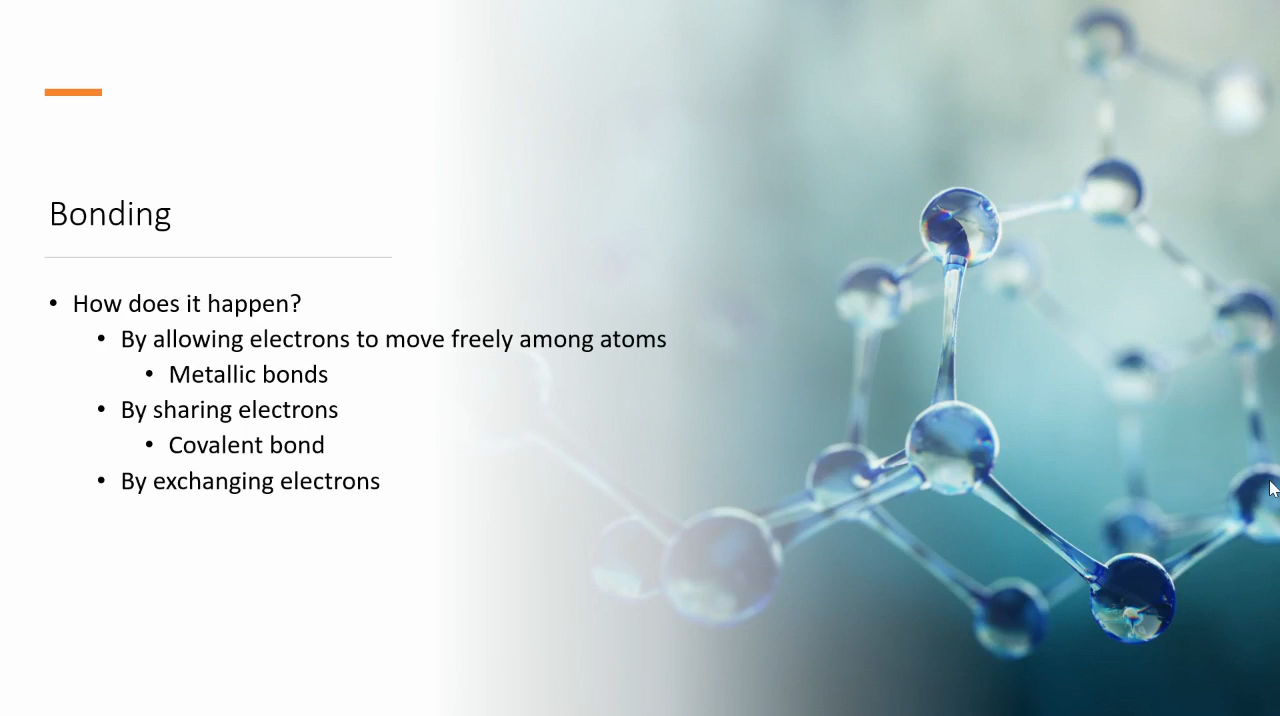 Bonding
• How does it happen?
• By allowing electrons to move freely among atoms
• Metallic bonds
• By sharing electrons
• Covalent bond
• By exchanging electrons